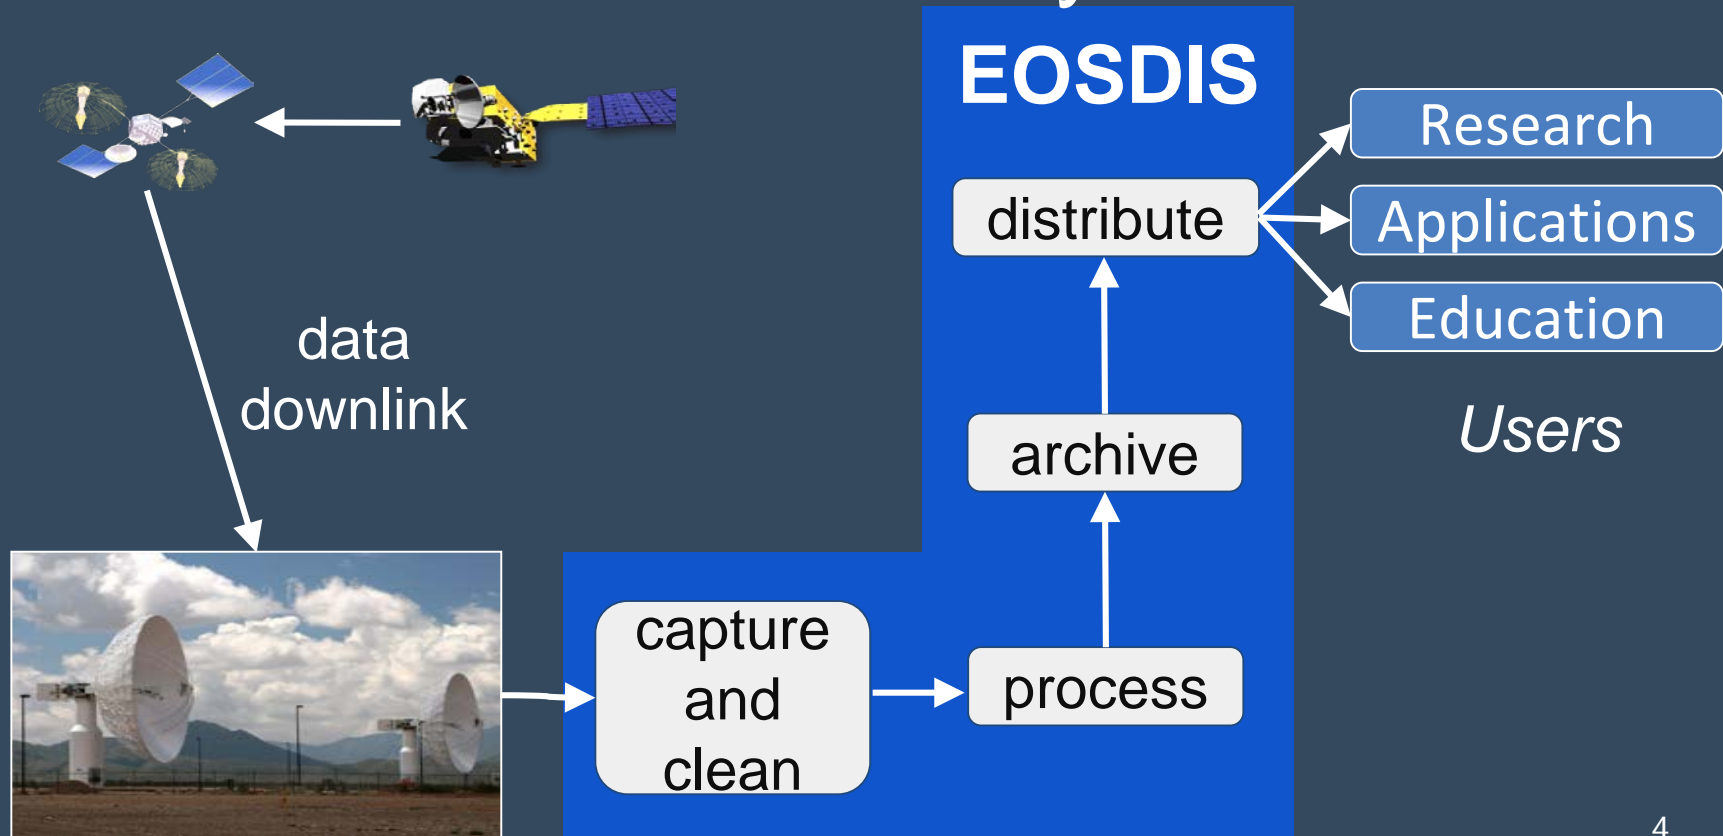 EOSDIS
Research
distribute
Applications
Education
data
downlink
Users
archive
capture
and
clean
process
4